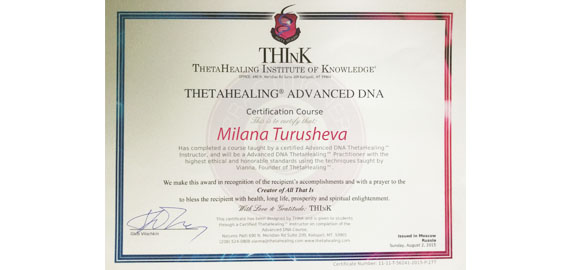 THInK
ThetaHealing Institute of Knowledge®
THETAHEALING® ADVANCED DNA
Certification Course
This is to certify that:
Milana Turusheva
Has completed a course taught by a certified Advanced DNA ThetaHealing™
Instructor, and will be a Advanced DNA ThetaHealing™ Practitioner with the
highest ethical and honorable standards using the techniques taught by
Vianna, Founder of ThetaHealing™.
We make this award in recognition of the recipient's accomplishments and with a prayer to the
Creator of All That Is
to bless the recipient with health, long life, prosperity and spiritual enlightenment.
With Love & Gratitude: THInK
This certificate has been designed by THInK and is given to students
through a Certified ThetaHealing™ Instructor on completion of the
Advanced DNA Course.
Issued in Moscow
Russia
Sunday, August 2, 2015
Certificate Number: